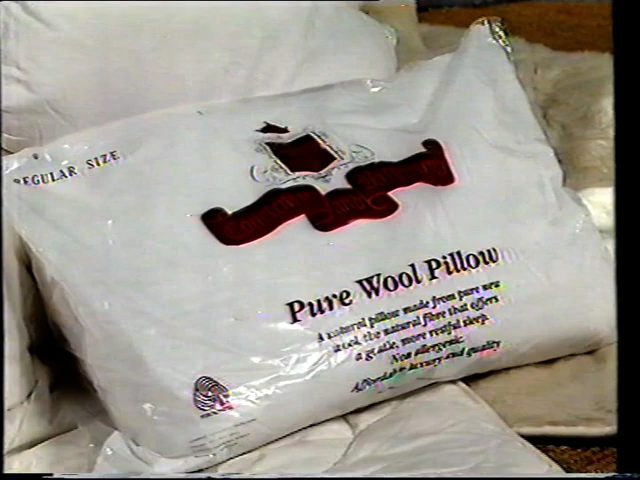 REGULAR SIZE
Pure Wool Pillow
A natural pillow made from pure new
wool, the natural fibre that offers
a gentle, more restful sleep.
Non allergenic.
Affordable luxury and quality